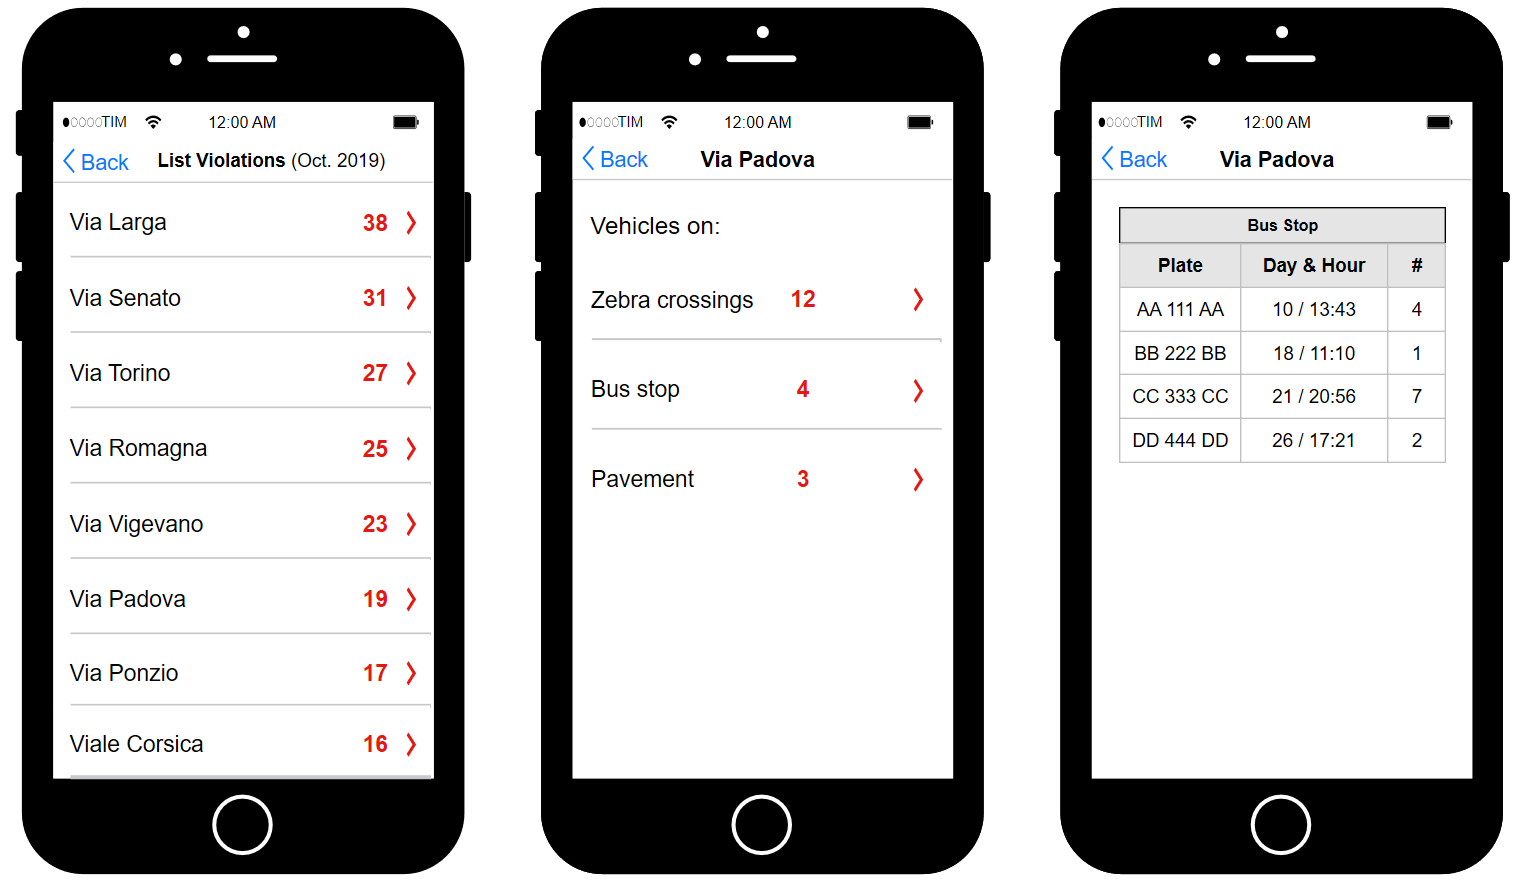 TIM 12:00 AM
Back List Violations (Oct. 2019)
Via Larga 38
Via Senato 31
Via Torino 27
Via Romagna 25
Via Vigevano 23
Via Padova 19
Via Ponzio 17
Viale Corsica 16
TIM 12:00 AM
Back Via Padova
Vehicles on:
Zebra crossings 12
Bus stop 4
Pavement 3
TIM 12:00 AM
Back Via Padova
Bus Stop
Plate Day & Hour #
AA 111 AA 10 / 13:43 4
BB 222 BB 18 / 11:10 1
CC 333 CC 21 / 20:56 7
DD 444 DD 26 / 17:21 2